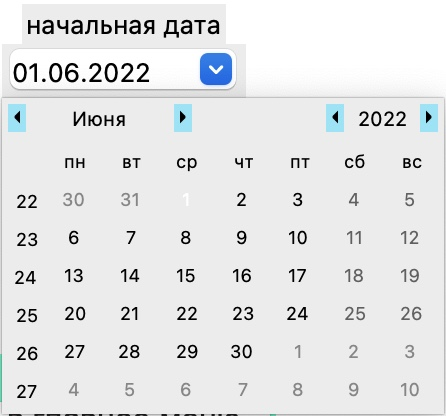 начальная дата
01.06.2022
Июня 2022
пн вт ср чт пт сб вс
22 30 31 1 2 3 4 5
23 6 7 8 9 10 11 12
24 13 14 15 16 17 18 19
25 20 21 22 23 24 25 26
26 27 28 29 30 1 2 3
27 4 5 6 7 8 9 10